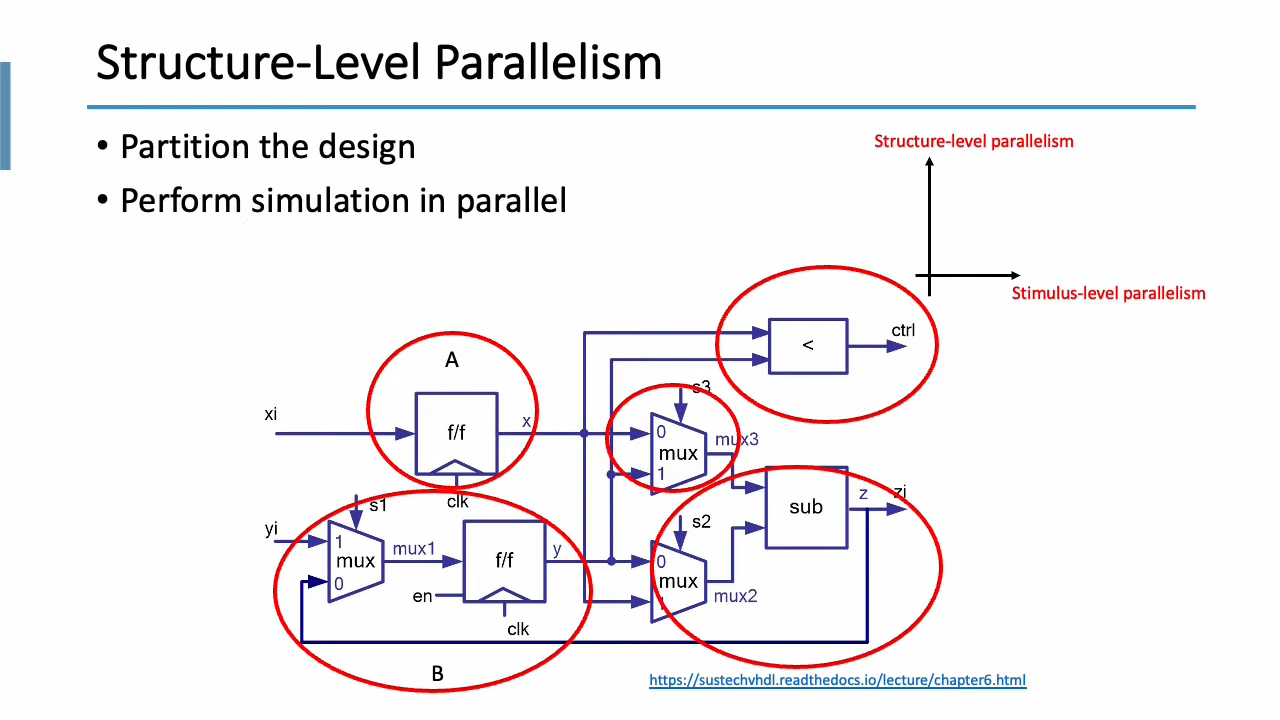 Structure-Level Parallelism
• Partition the design
• Perform simulation in parallel
Structure-level parallelism
Stimulus-level parallelism
ctrl
<
A
s3
xi
x
f/f
0
mux
1
mux3
clk
s1
yi
1
mux
0
mux1
f/f
y
en
clk
s2
0
mux
1
mux2
sub
z
zi
B
https://sustechvhdl.readthedocs.io/lecture/chapter6.html